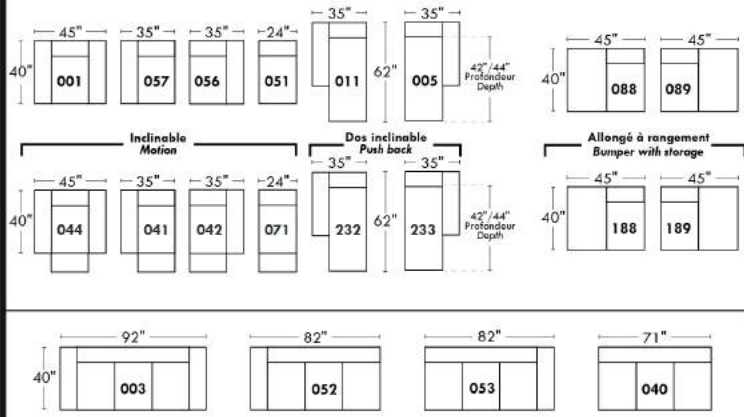 45" 35" 35" 24" 35" 35" 45" 45"
40" 001 057 056 051 011 62" 005 42"/44" Profondeur Depth 40" 088 089
Inclinable
Motion
Dos inclinable
Push back
Allongé à rangement
Bumper with storage
45" 35" 35" 24" 35" 35" 45" 45"
40" 044 041 042 071 232 62" 233 42"/44" Profondeur Depth 40" 188 189
92" 82" 82" 71"
40" 003 052 053 040